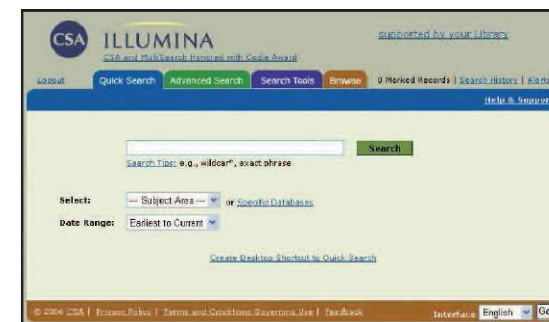 CSA ILLUMINA
supported by your Library
CSA and MultiSearch Honored with Codie Award
Logout Quick Search Advanced Search Search Tools Browse 0 Marked Records | Search History | Alerts
Help & Support
Search
Search Tips: e.g., wildcar*, exact phrase
Select: --- Subject Area --- or Specific Databases
Date Range: Earliest to Current
Create Desktop Shortcut to Quick Search
© 2006 CSA | Privacy Policy | Terms and Conditions Governing Use | Feedback Interface English Go